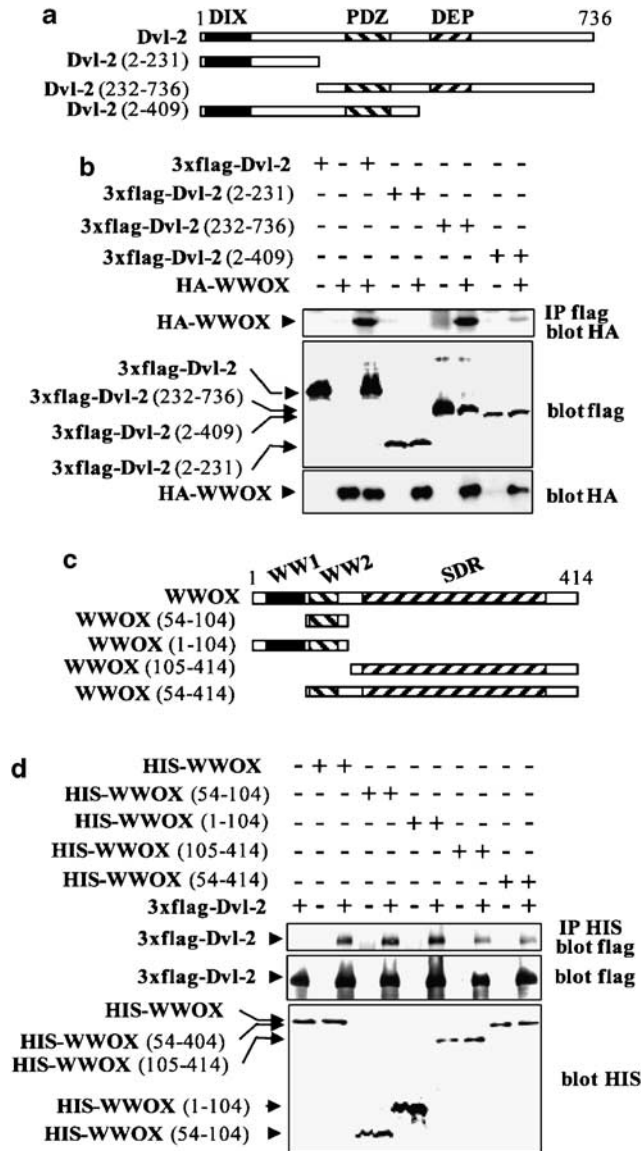 a
1 DIX PDZ DEP 736
Dvl-2
Dvl-2 (2-231)
Dvl-2 (232-736)
Dvl-2 (2-409)
b
3xflag-Dvl-2 + - + - - - - - -
3xflag-Dvl-2 (2-231) - - - + + - - - -
3xflag-Dvl-2 (232-736) - - - - - + + - -
3xflag-Dvl-2 (2-409) - - - - - - - + +
HA-WWOX - + + - + - + - +
HA-WWOX
IP flag
blot HA
3xflag-Dvl-2
3xflag-Dvl-2 (232-736)
3xflag-Dvl-2 (2-409)
3xflag-Dvl-2 (2-231)
blot flag
HA-WWOX
blot HA
c
1 WW1 WW2 SDR 414
WWOX
WWOX (54-104)
WWOX (1-104)
WWOX (105-414)
WWOX (54-414)
d
HIS-WWOX - + + - - - - - - - -
HIS-WWOX (54-104) - - - + + - - - - - -
HIS-WWOX (1-104) - - - - - + + - - - -
HIS-WWOX (105-414) - - - - - - - + + - -
HIS-WWOX (54-414) - - - - - - - - - + +
3xflag-Dvl-2 + - + - + - + - + - +
3xflag-Dvl-2
IP HIS
blot flag
3xflag-Dvl-2
blot flag
HIS-WWOX
HIS-WWOX (54-404)
HIS-WWOX (105-414)
HIS-WWOX (1-104)
HIS-WWOX (54-104)
blot HIS